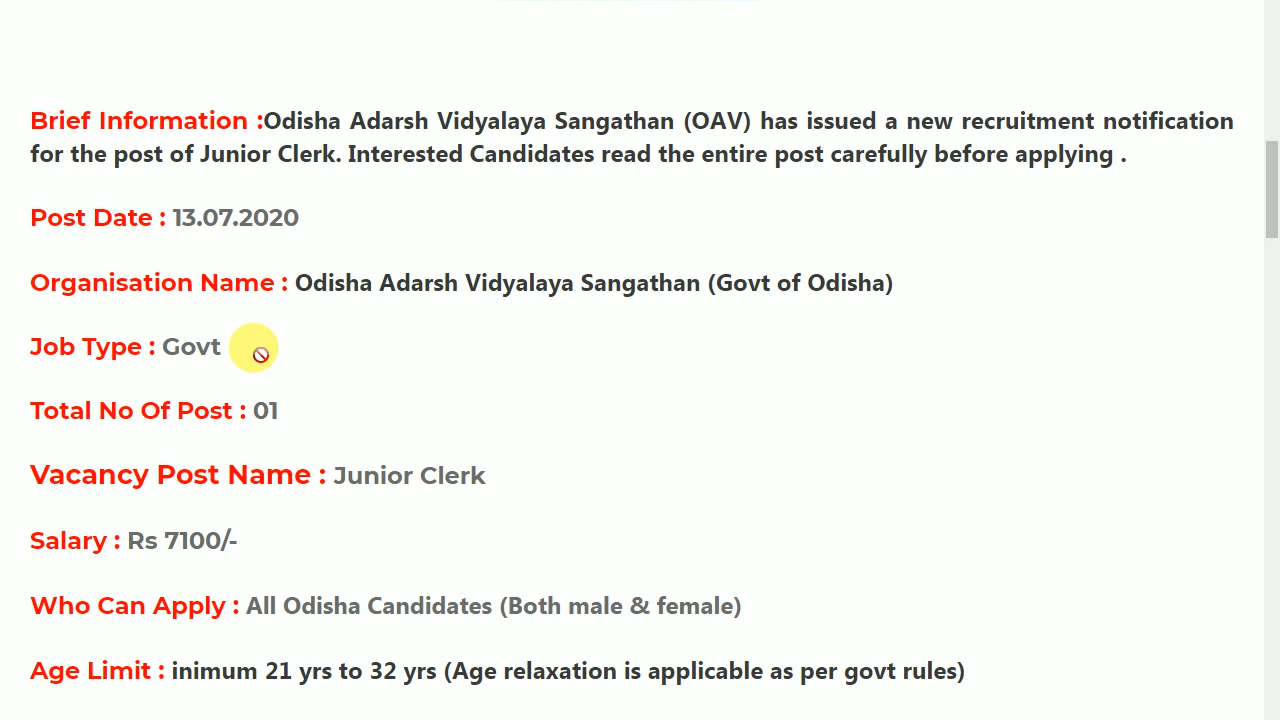 Brief Information :Odisha Adarsh Vidyalaya Sangathan (OAV) has issued a new recruitment notification
for the post of Junior Clerk. Interested Candidates read the entire post carefully before applying .
Post Date : 13.07.2020
Organisation Name : Odisha Adarsh Vidyalaya Sangathan (Govt of Odisha)
Job Type : Govt
Total No Of Post : 01
Vacancy Post Name : Junior Clerk
Salary : Rs 7100/-
Who Can Apply : All Odisha Candidates (Both male & female)
Age Limit : inimum 21 yrs to 32 yrs (Age relaxation is applicable as per govt rules)